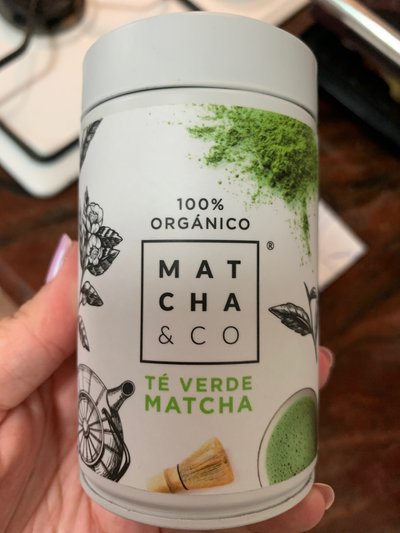 100%
ORGÁNICO
MAT
CHA
& CO
®
TÉ VERDE
MATCHA